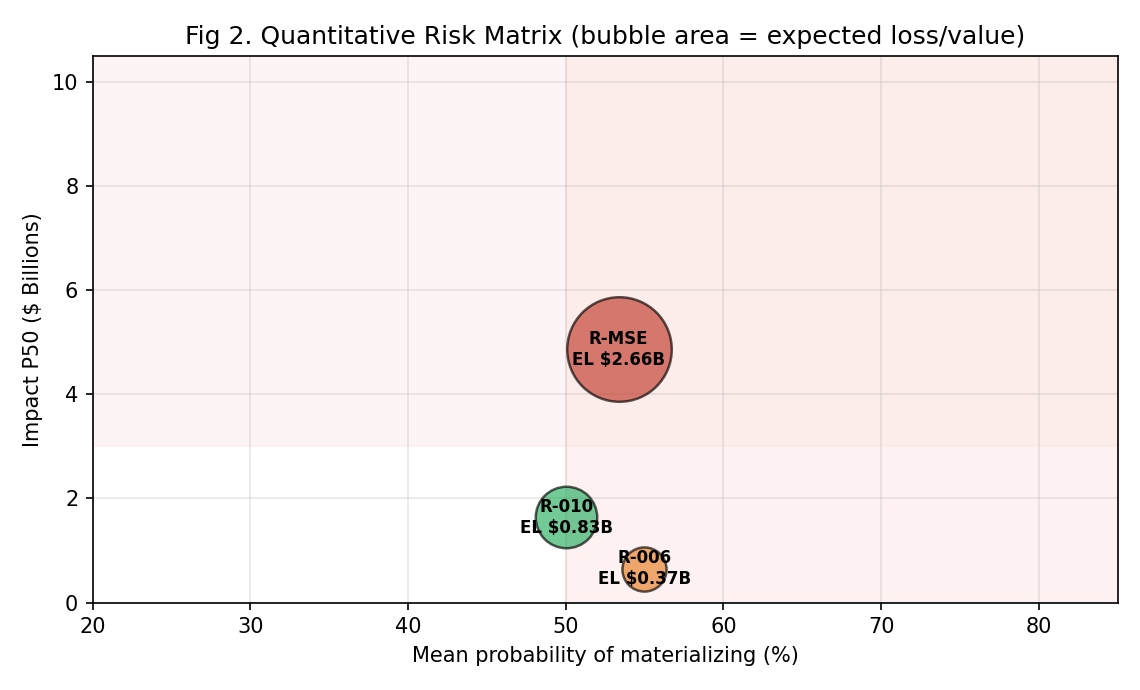 Fig 2. Quantitative Risk Matrix (bubble area = expected loss/value)
Impact P50 ($ Billions)
10
8
6
4
2
0
R-MSE
EL $2.66B
R-010
EL $0.83B
R-006
EL $0.37B
20 30 40 50 60 70 80
Mean probability of materializing (%)